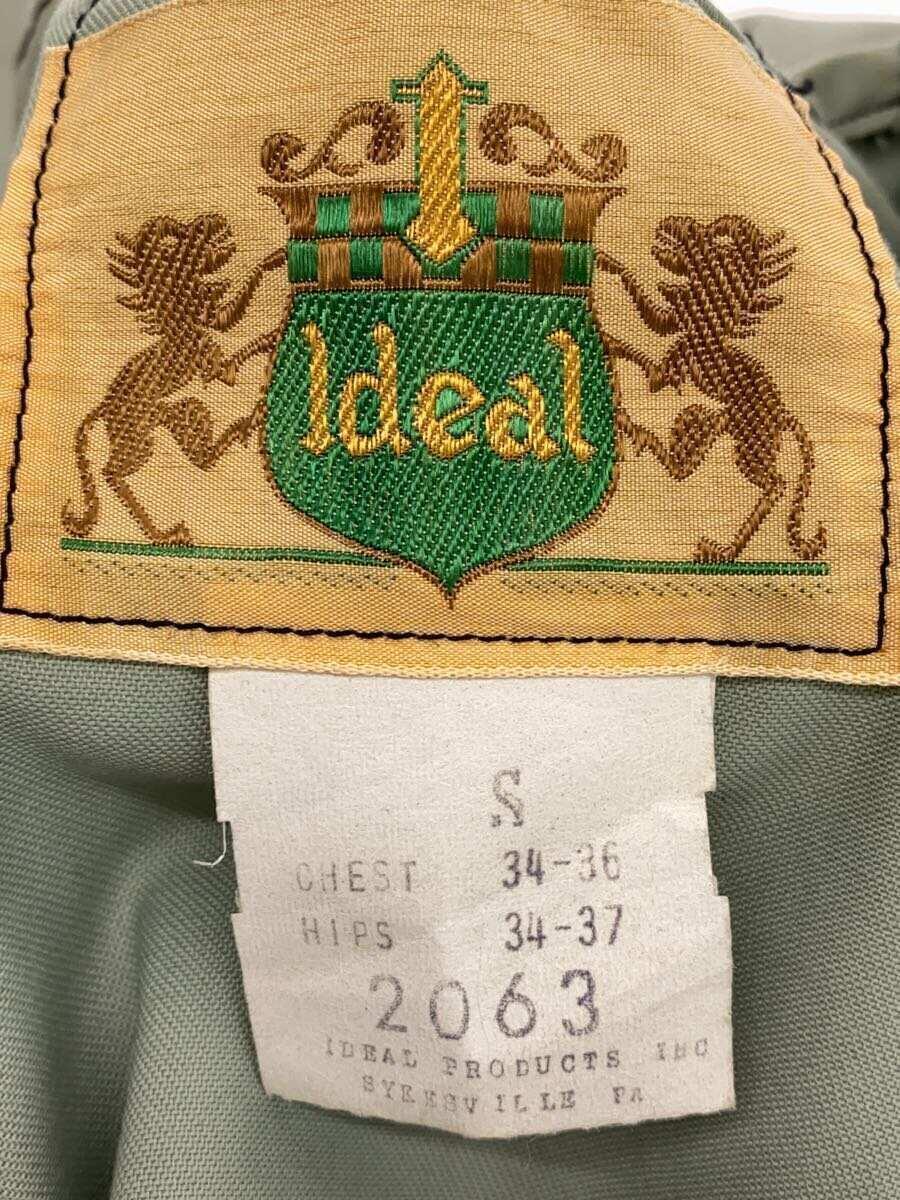 Ideal
S
CHEST 34-36
HIPS 34-37
2063
IDEAL PRODUCTS INC
SYKESVILLE PA